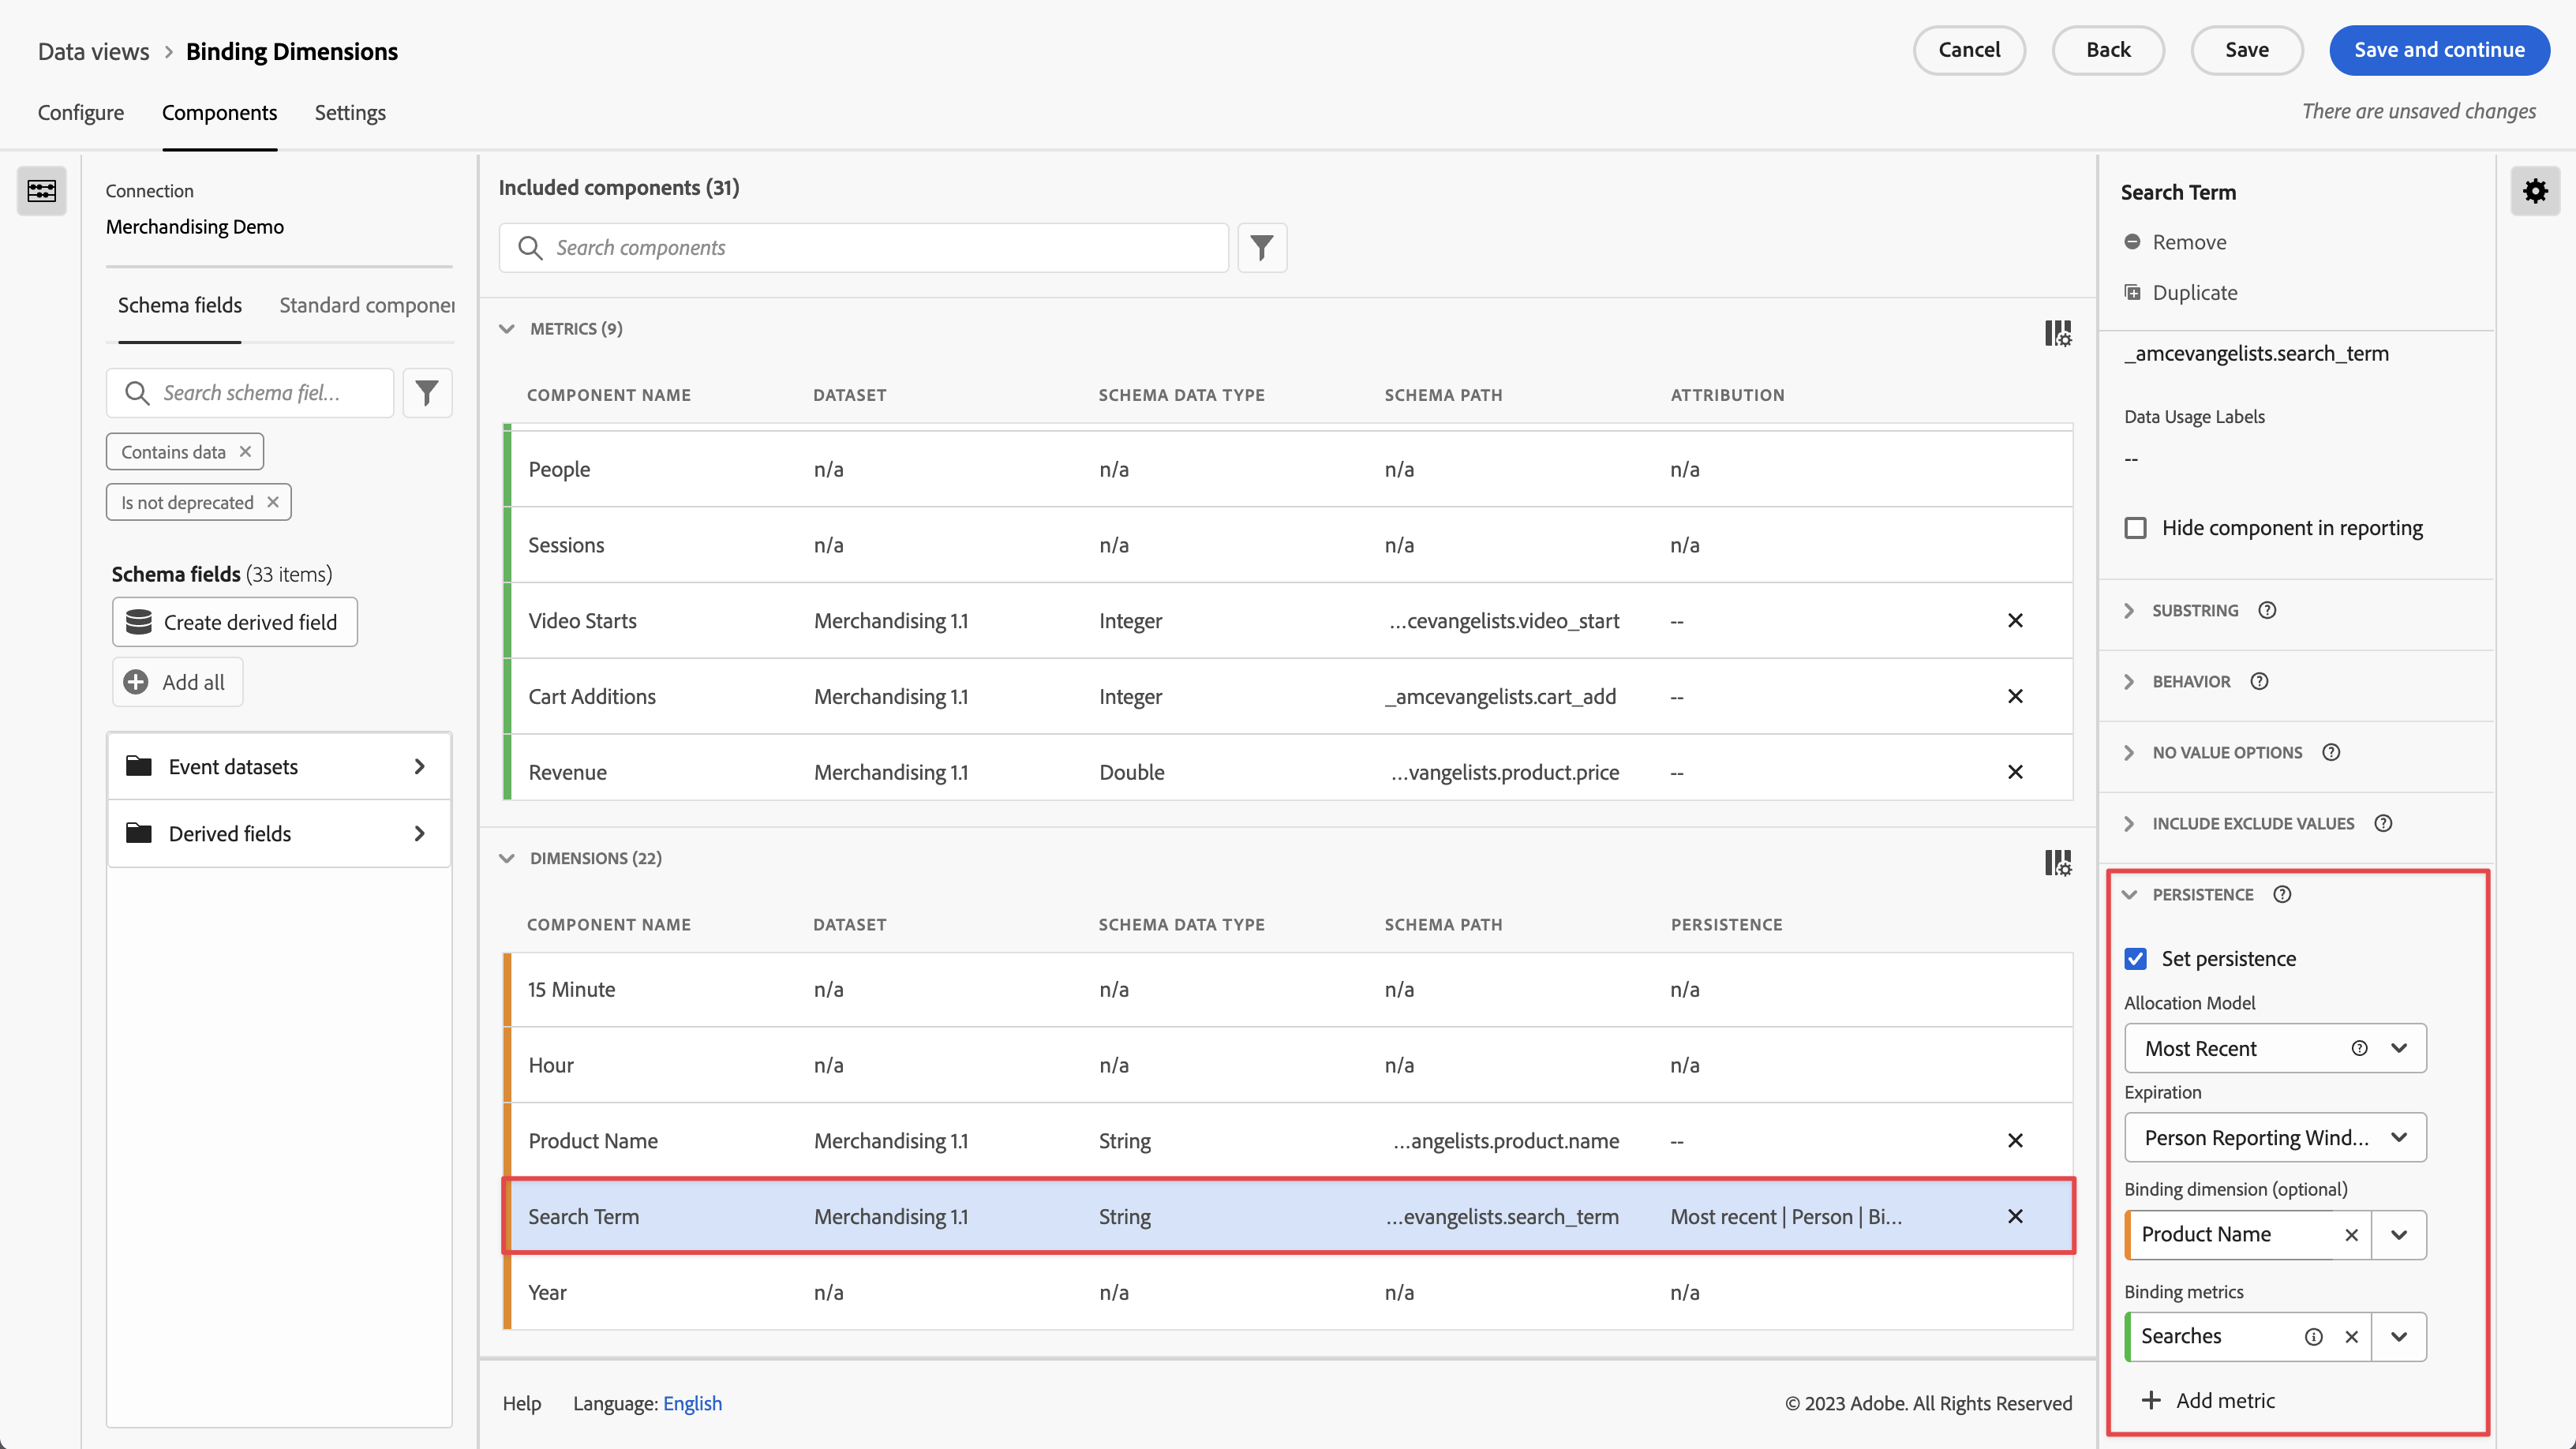 Data views > Binding Dimensions
Cancel
Back
Save
Save and continue
Configure
Components
Settings
There are unsaved changes
Connection
Merchandising Demo
Schema fields
Standard componer
Search schema fiel...
Contains data
Is not deprecated
Schema fields (33 items)
Create derived field
Add all
Event datasets
Derived fields
Included components (31)
Search components
METRICS (9)
COMPONENT NAME DATASET SCHEMA DATA TYPE SCHEMA PATH ATTRIBUTION
People n/a n/a n/a n/a
Sessions n/a n/a n/a n/a
Video Starts Merchandising 1.1 Integer ...cevangelists.video_start --
Cart Additions Merchandising 1.1 Integer _amcevangelists.cart_add --
Revenue Merchandising 1.1 Double ...vangelists.product.price --
DIMENSIONS (22)
COMPONENT NAME DATASET SCHEMA DATA TYPE SCHEMA PATH PERSISTENCE
15 Minute n/a n/a n/a n/a
Hour n/a n/a n/a n/a
Product Name Merchandising 1.1 String ...angelists.product.name --
Search Term Merchandising 1.1 String ...evangelists.search_term Most recent | Person | Bi...
Year n/a n/a n/a n/a
Help
Language: English
© 2023 Adobe. All Rights Reserved
Search Term
Remove
Duplicate
_amcevangelists.search_term
Data Usage Labels
--
Hide component in reporting
SUBSTRING
BEHAVIOR
NO VALUE OPTIONS
INCLUDE EXCLUDE VALUES
PERSISTENCE
Set persistence
Allocation Model
Most Recent
Expiration
Person Reporting Wind...
Binding dimension (optional)
Product Name
Binding metrics
Searches
Add metric